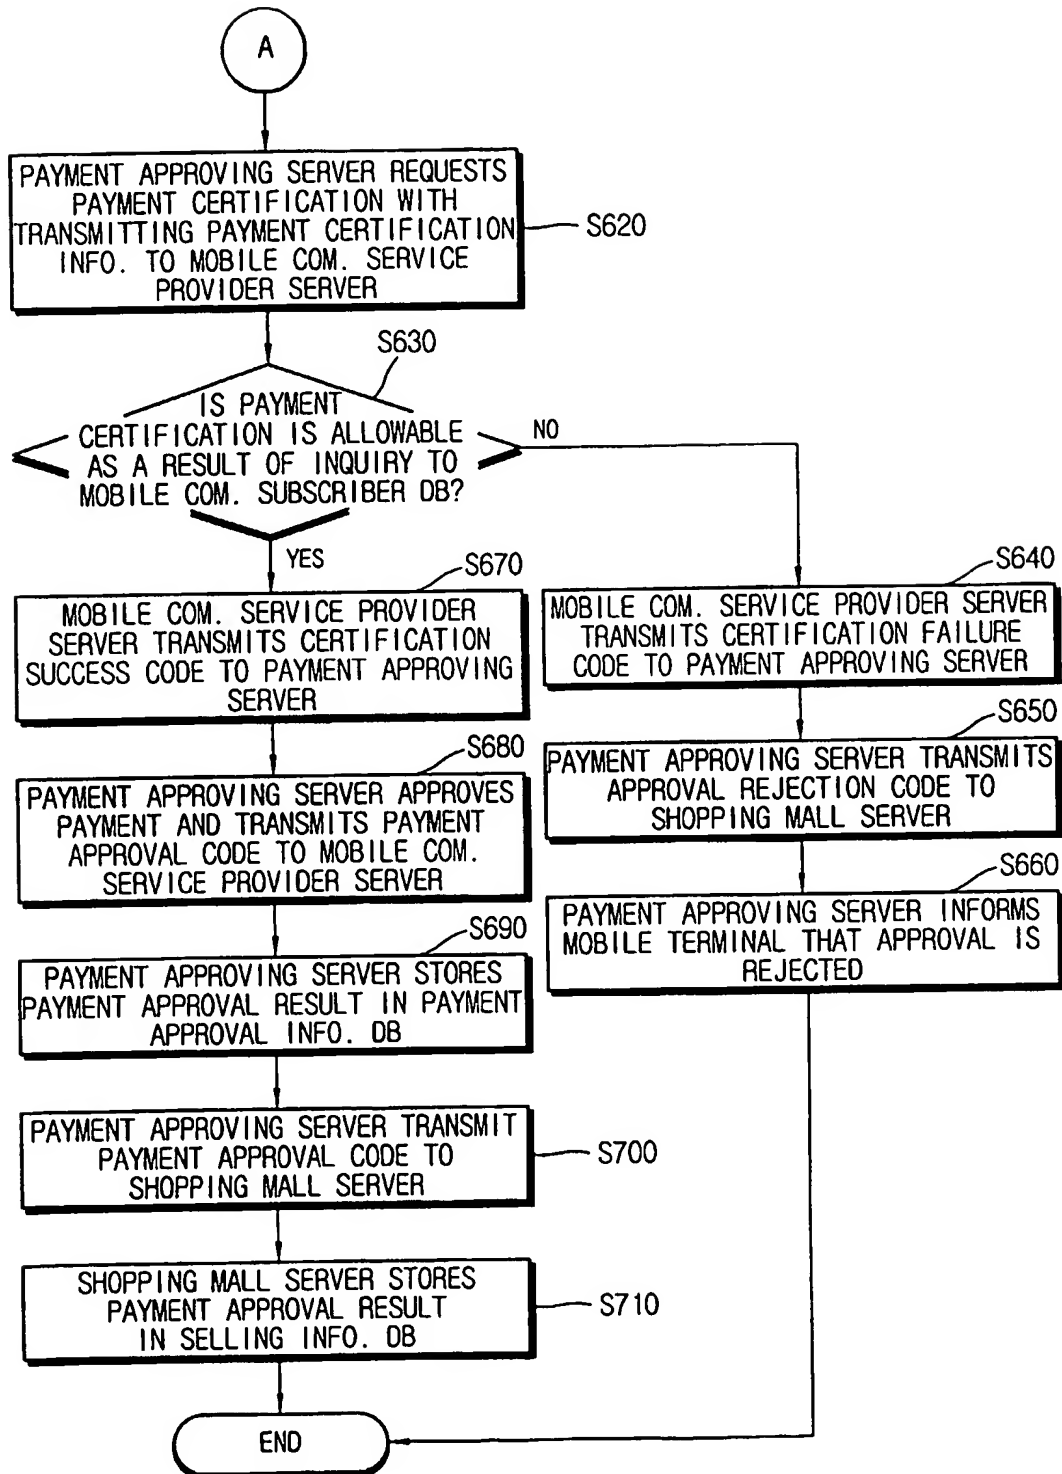 A
PAYMENT APPROVING SERVER REQUESTS
PAYMENT CERTIFICATION WITH
TRANSMITTING PAYMENT CERTIFICATION
INFO. TO MOBILE COM. SERVICE
PROVIDER SERVER
S620
S630
IS PAYMENT
CERTIFICATION IS ALLOWABLE
AS A RESULT OF INQUIRY TO
MOBILE COM. SUBSCRIBER DB?
NO
YES
S670
MOBILE COM. SERVICE PROVIDER
SERVER TRANSMITS CERTIFICATION
SUCCESS CODE TO PAYMENT APPROVING
SERVER
S680
PAYMENT APPROVING SERVER APPROVES
PAYMENT AND TRANSMITS PAYMENT
APPROVAL CODE TO MOBILE COM.
SERVICE PROVIDER SERVER
S690
PAYMENT APPROVING SERVER STORES
PAYMENT APPROVAL RESULT IN PAYMENT
APPROVAL INFO. DB
PAYMENT APPROVING SERVER TRANSMIT
PAYMENT APPROVAL CODE TO
SHOPPING MALL SERVER
S700
SHOPPING MALL SERVER STORES
PAYMENT APPROVAL RESULT
IN SELLING INFO. DB
S710
S640
MOBILE COM. SERVICE PROVIDER SERVER
TRANSMITS CERTIFICATION FAILURE
CODE TO PAYMENT APPROVING SERVER
S650
PAYMENT APPROVING SERVER TRANSMITS
APPROVAL REJECTION CODE TO
SHOPPING MALL SERVER
S660
PAYMENT APPROVING SERVER INFORMS
MOBILE TERMINAL THAT APPROVAL IS
REJECTED
END